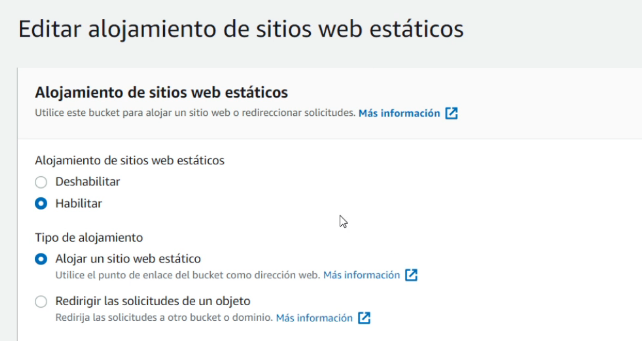 Editar alojamiento de sitios web estáticos
Alojamiento de sitios web estáticos
Utilice este bucket para alojar un sitio web o redireccionar solicitudes. Más información
Alojamiento de sitios web estáticos
Deshabilitar
Habilitar
Tipo de alojamiento
Alojar un sitio web estático
Utilice el punto de enlace del bucket como dirección web. Más información
Redirigir las solicitudes de un objeto
Redirija las solicitudes a otro bucket o dominio. Más información